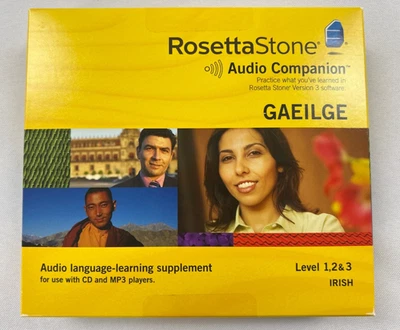 RosettaStone®
Audio Companion™
Practice what you've learned in
Rosetta Stone® Version 3 software.
GAEILGE
Audio language-learning supplement
for use with CD and MP3 players.
Level 1,2&3
IRISH